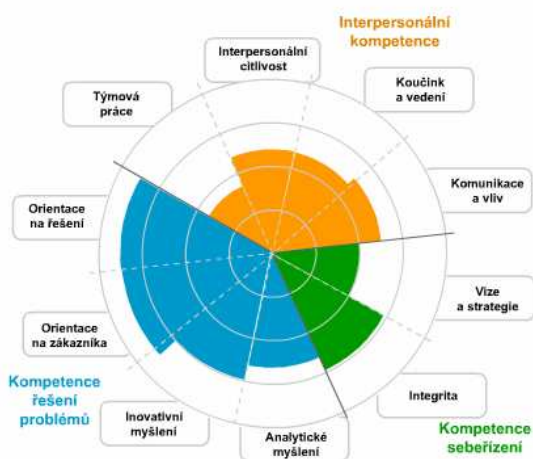 Interpersonální
kompetence
Interpersonální
citlivost
Koučink
a vedení
Týmová
práce
Komunikace
a vliv
Orientace
na řešení
Vize
a strategie
Orientace
na zákazníka
Kompetence
řešení
problémů
Integrita
Inovativní
myšlení
Analytické
myšlení
Kompetence
sebeřízení